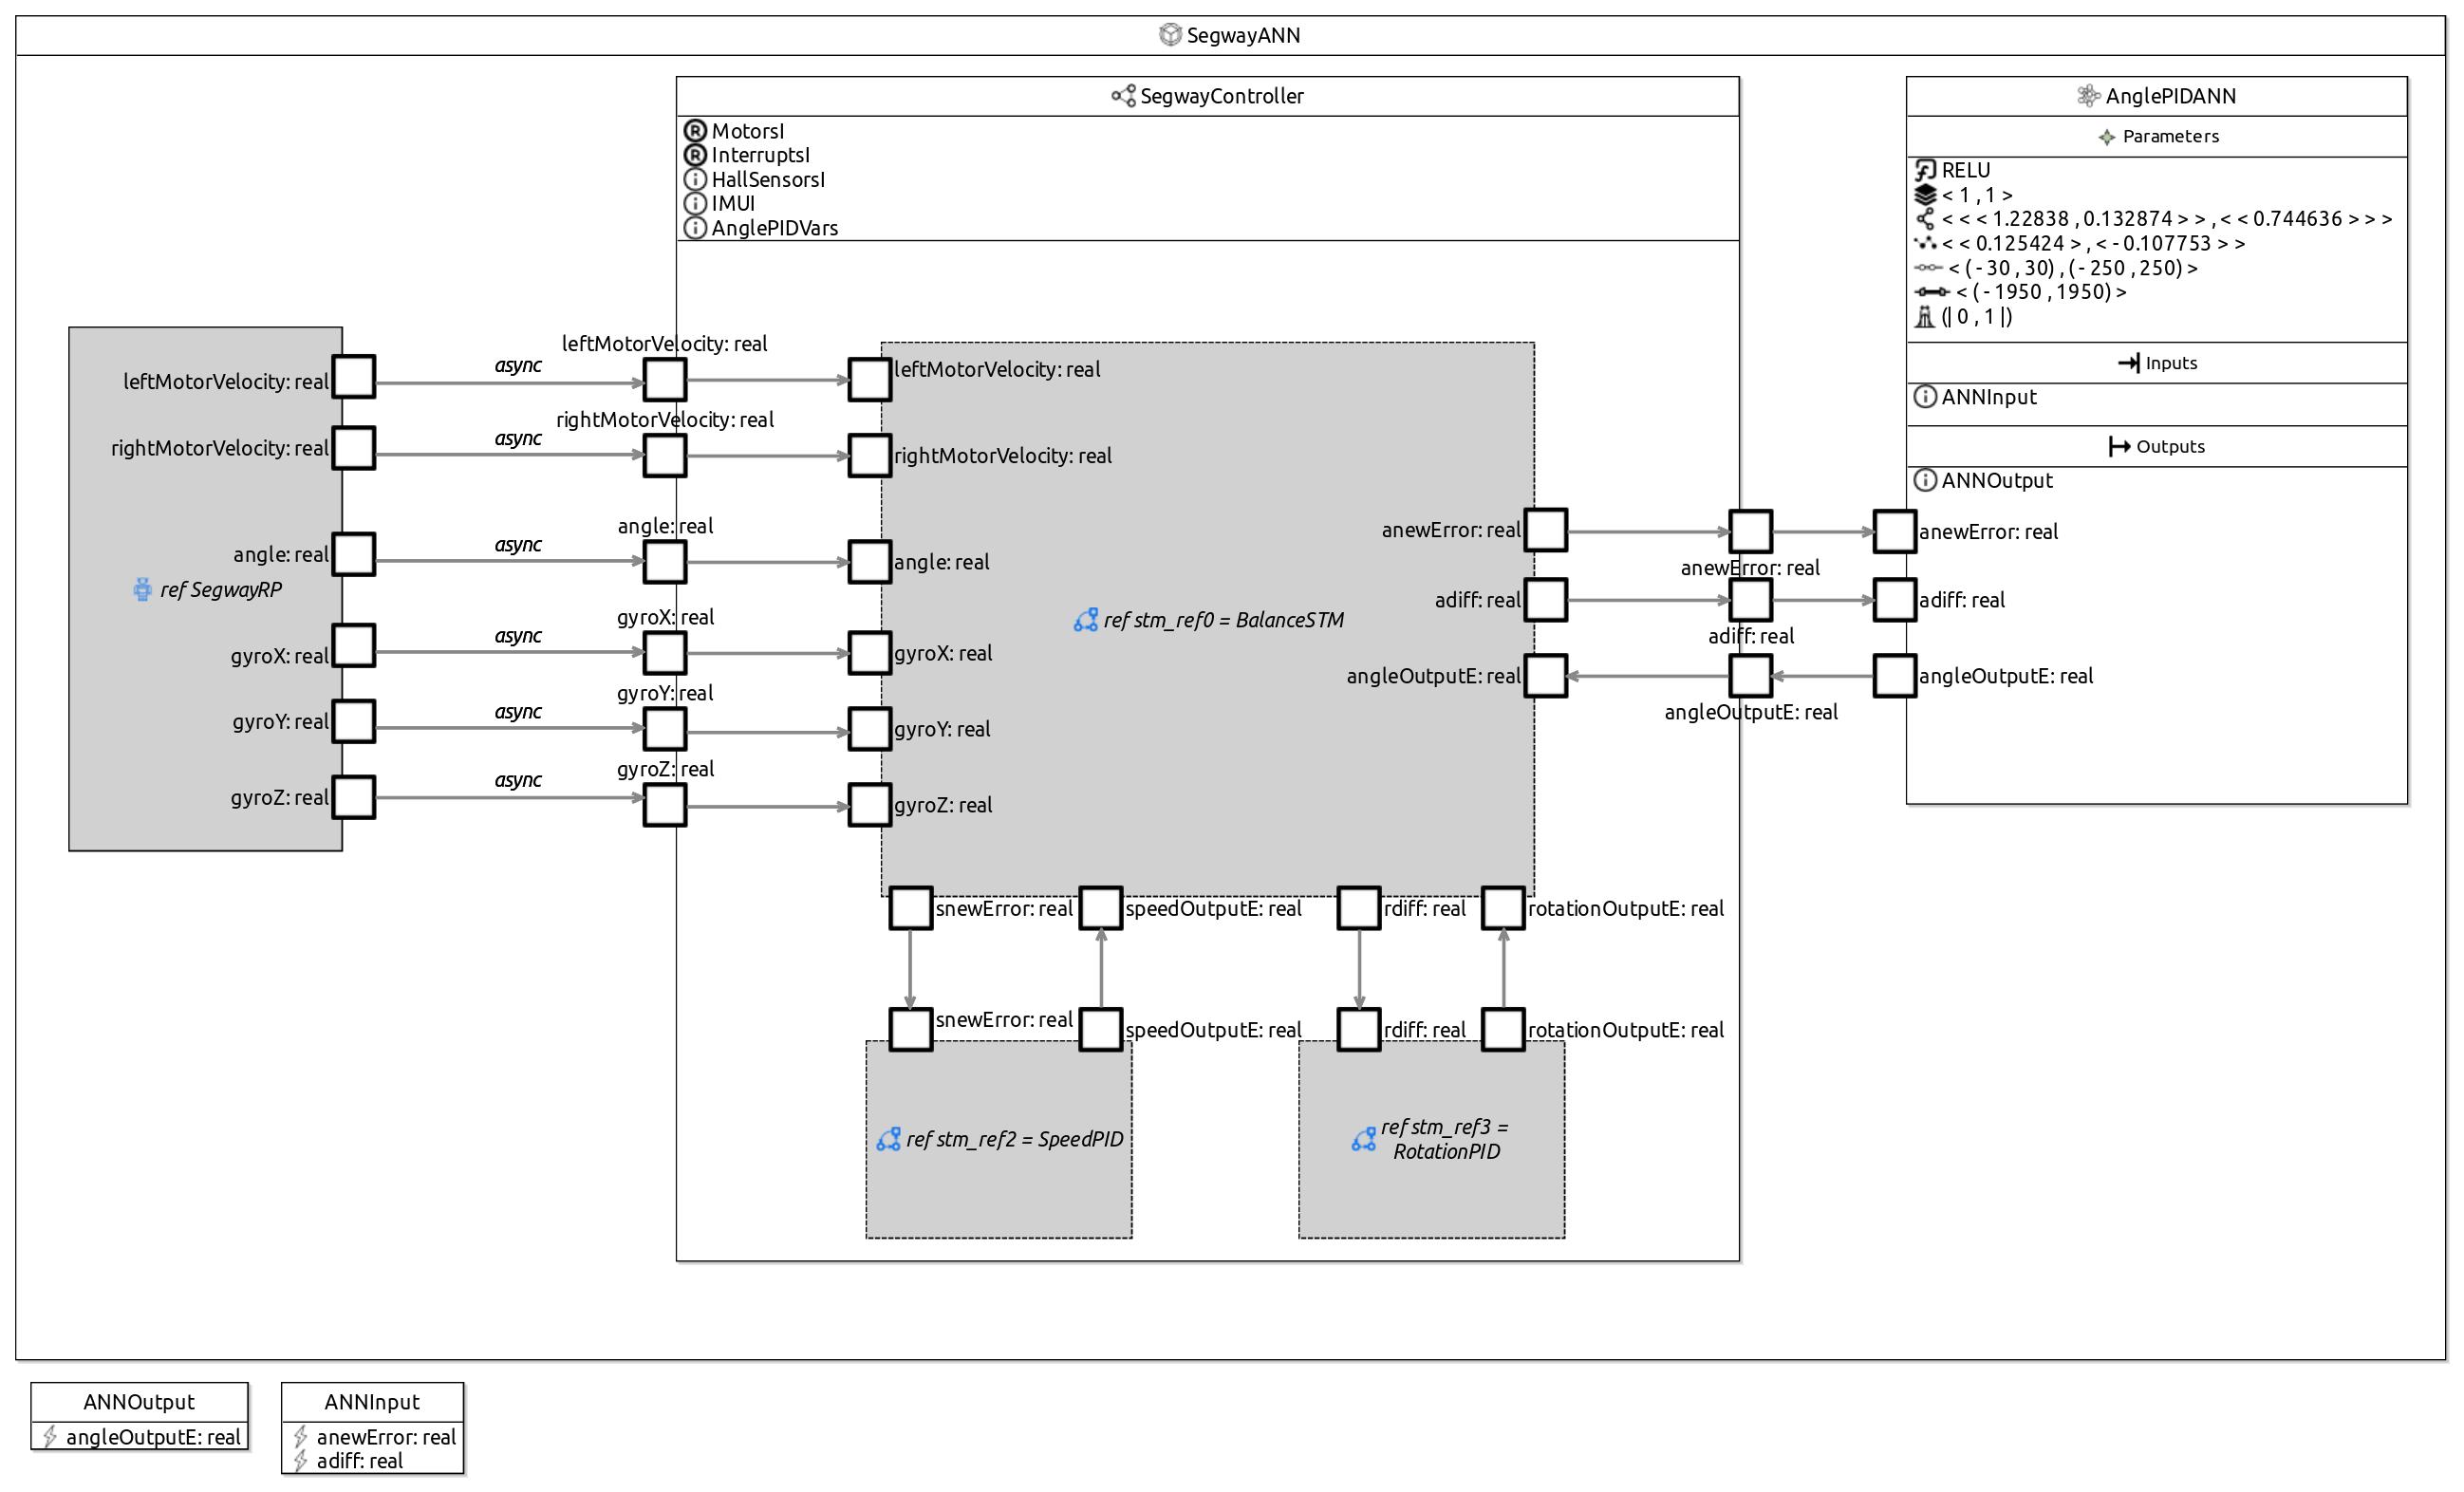 SegwayANN
SegwayController
MotorsI
InterruptsI
HallSensorsI
IMUI
AnglePIDVars
AnglePIDANN
Parameters
RELU
< 1 , 1 >
< < < 1.22838 , 0.132874 > > , < < 0.744636 > > >
< < 0.125424 > , < - 0.107753 > >
< ( - 30 , 30) , ( - 250 , 250) >
< ( - 1950 , 1950) >
(| 0 , 1 |)
Inputs
ANNInput
Outputs
ANNOutput
anewError: real
adiff: real
angleOutputE: real
leftMotorVelocity: real
rightMotorVelocity: real
angle: real
ref SegwayRP
gyroX: real
gyroY: real
gyroZ: real
async
async
async
async
async
async
leftMotorVelocity: real
rightMotorVelocity: real
angle: real
gyroX: real
gyroY: real
gyroZ: real
leftMotorVelocity: real
rightMotorVelocity: real
angle: real
gyroX: real
gyroY: real
gyroZ: real
ref stm_ref0 = BalanceSTM
anewError: real
adiff: real
angleOutputE: real
anewError: real
adiff: real
angleOutputE: real
snewError: real
speedOutputE: real
rdiff: real
rotationOutputE: real
snewError: real
speedOutputE: real
rdiff: real
rotationOutputE: real
ref stm_ref2 = SpeedPID
ref stm_ref3 =
RotationPID
ANNOutput
angleOutputE: real
ANNInput
anewError: real
adiff: real